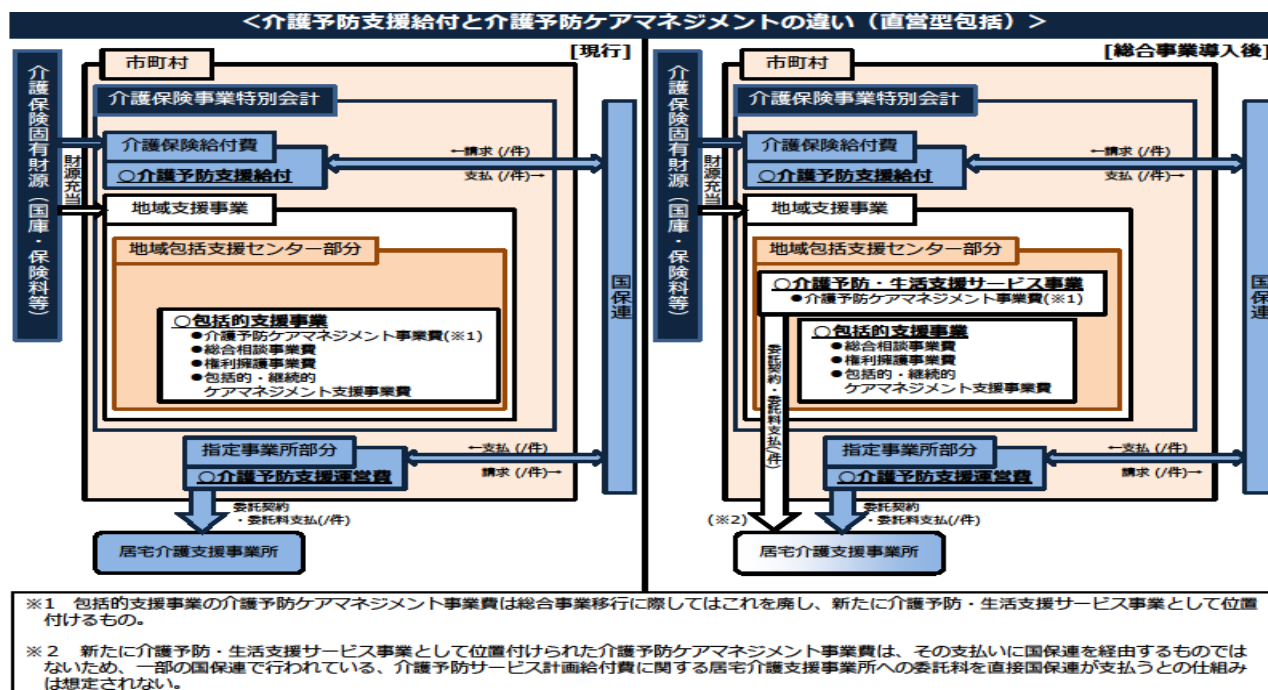 ＜介護予防支援給付と介護予防ケアマネジメントの違い（直営型包括）＞
[現行]
介護保険固有財源（国庫・保険料等）
市町村
介護保険事業特別会計
介護保険給付費
○介護予防支援給付
←請求 (/件)
支払 (/件)→
財源充当
地域支援事業
地域包括支援センター部分
○包括的支援事業
●介護予防ケアマネジメント事業費(※1)
●総合相談事業費
●権利擁護事業費
●包括的・継続的
ケアマネジメント支援事業費
国保連
指定事業所部分
○介護予防支援運営費
←支払 (/件)
請求 (/件)→
委託契約
・委託料支払(/件)
居宅介護支援事業所
[総合事業導入後]
介護保険固有財源（国庫・保険料等）
市町村
介護保険事業特別会計
介護保険給付費
○介護予防支援給付
←請求 (/件)
支払 (/件)→
財源充当
地域支援事業
地域包括支援センター部分
○介護予防・生活支援サービス事業
●介護予防ケアマネジメント事業費(※1)
○包括的支援事業
●総合相談事業費
●権利擁護事業費
●包括的・継続的
ケアマネジメント支援事業費
委託契約・委託料支払(/件)
国保連
指定事業所部分
○介護予防支援運営費
←支払 (/件)
請求 (/件)→
委託契約
・委託料支払(/件)
(※2)
居宅介護支援事業所
※1　包括的支援事業の介護予防ケアマネジメント事業費は総合事業移行に際してはこれを廃し、新たに介護予防・生活支援サービス事業として位置
付けるもの。
※２　新たに介護予防・生活支援サービス事業として位置付けられた介護予防ケアマネジメント事業費は、その支払いに国保連を経由するものでは
ないため、一部の国保連で行われている、介護予防サービス計画給付費に関する居宅介護支援事業所への委託料を直接国保連が支払うとの仕組み
は想定されない。